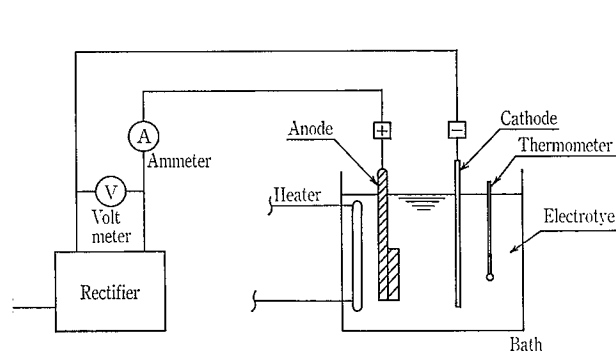 Cathode
Anode
+
−
A
Ammeter
Thermometer
V
Volt
meter
Heater
Electrotye
Rectifier
Bath